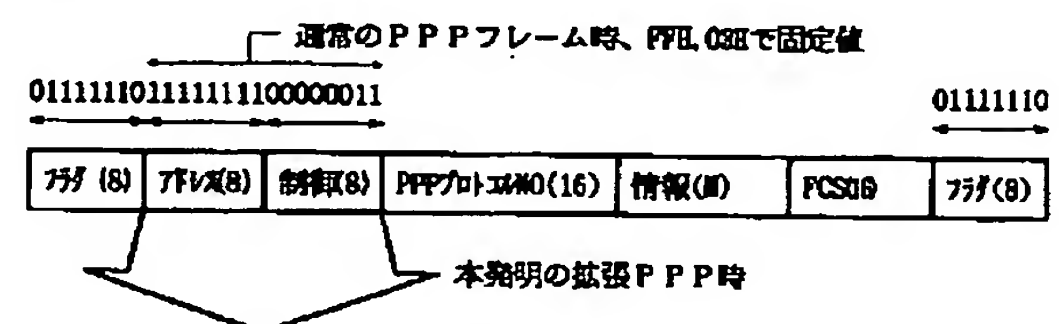 通常のPPPフレーム時、FFH,03Hで固定値
011111101111111100000011 01111110
フラグ(8) アドレス(8) 制御(8) PPPプロトコルNO(16) 情報(N) FCS(16) フラグ(8)
本発明の拡張PPP時